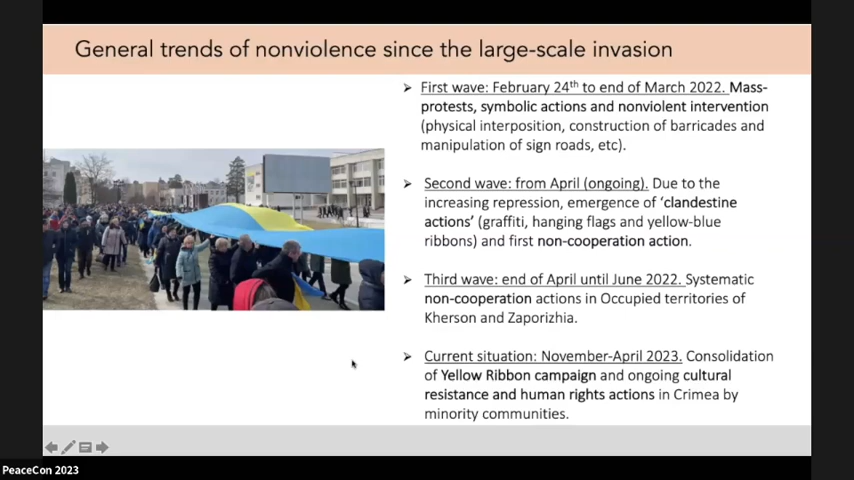 General trends of nonviolence since the large-scale invasion
➢ First wave: February 24th to end of March 2022. Mass-
protests, symbolic actions and nonviolent intervention
(physical interposition, construction of barricades and
manipulation of sign roads, etc).
➢ Second wave: from April (ongoing). Due to the
increasing repression, emergence of ‘clandestine
actions’ (graffiti, hanging flags and yellow-blue
ribbons) and first non-cooperation action.
➢ Third wave: end of April until June 2022. Systematic
non-cooperation actions in Occupied territories of
Kherson and Zaporizhia.
➢ Current situation: November-April 2023. Consolidation
of Yellow Ribbon campaign and ongoing cultural
resistance and human rights actions in Crimea by
minority communities.
PeaceCon 2023